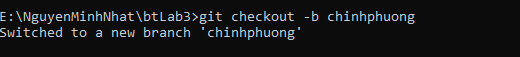 E:\NguyenMinhNhat\btLab3>git checkout -b chinhphuong
Switched to a new branch 'chinhphuong'